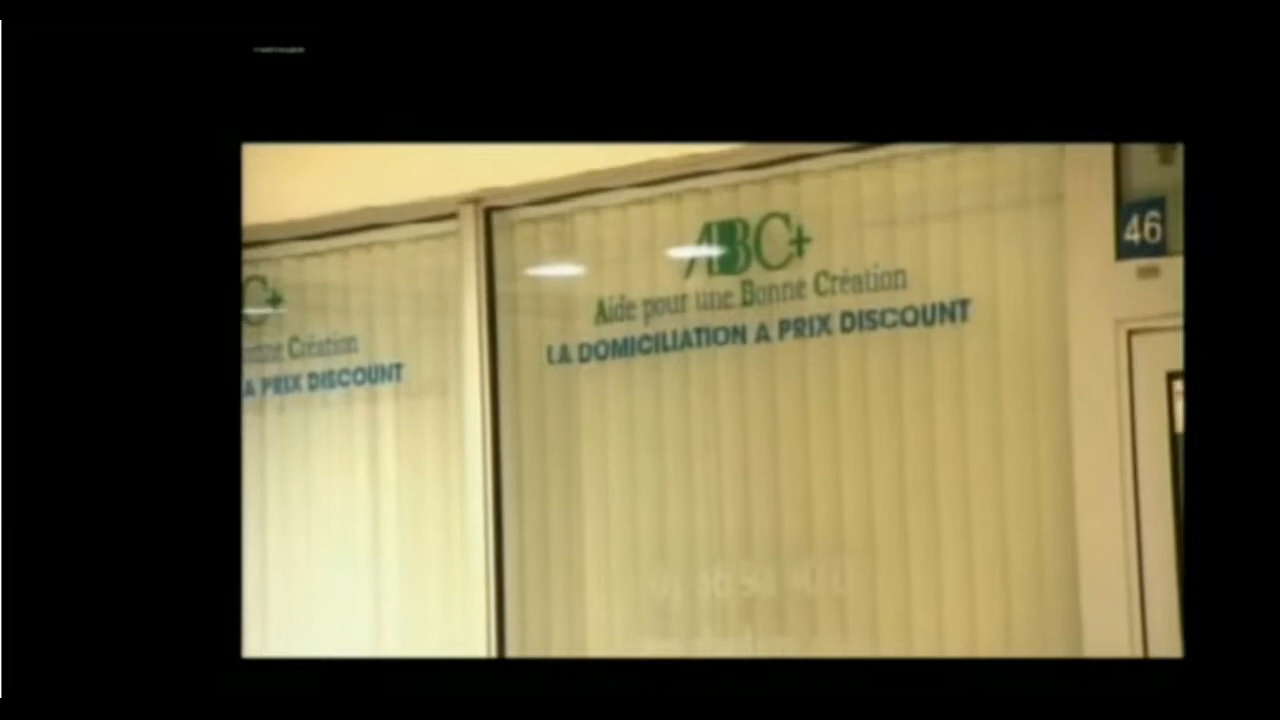 ABC+
Aide pour une Bonne Création
LA DOMICILIATION A PRIX DISCOUNT
46
C+
onne Création
A PRIX DISCOUNT